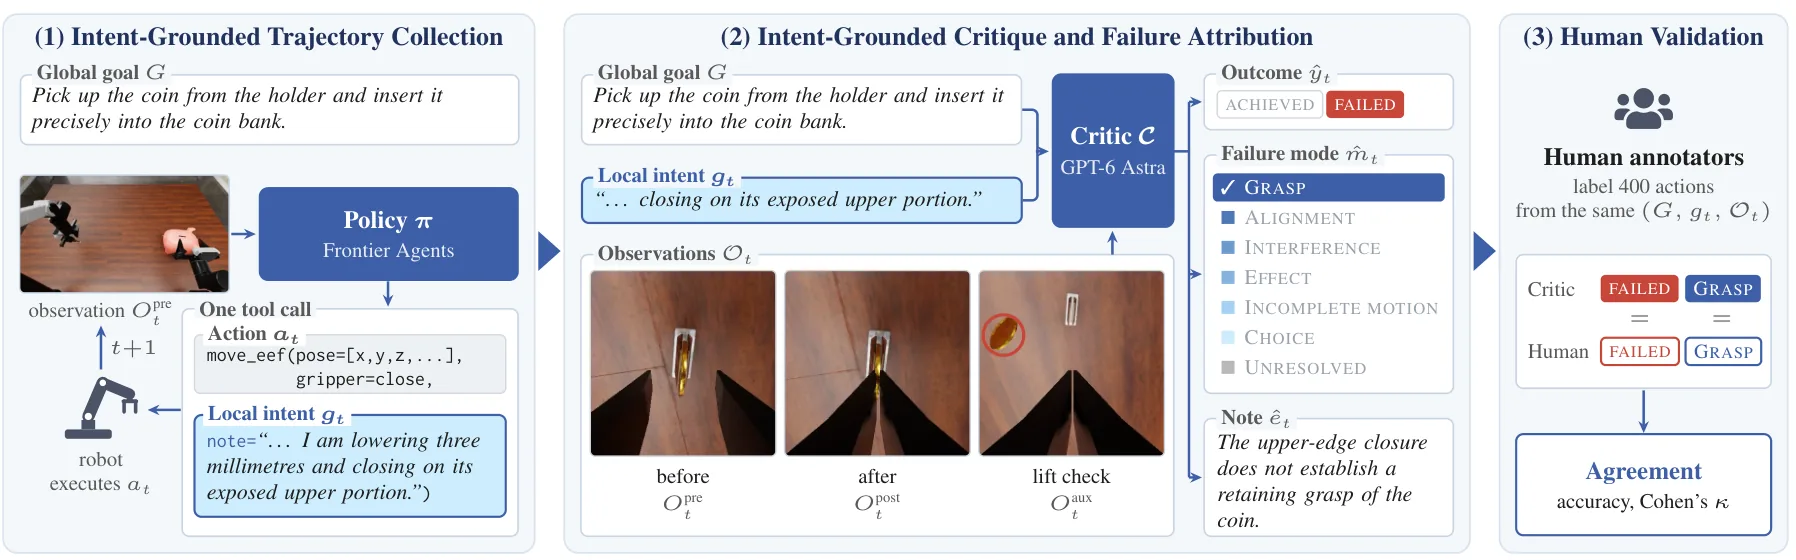 (1) Intent-Grounded Trajectory Collection
Global goal G
Pick up the coin from the holder and insert it
precisely into the coin bank.
observation O_t^pre
Policy π
Frontier Agents
One tool call
Action a_t
move_eef(pose=[x,y,z,...],
gripper=close,
Local intent g_t
note=“... I am lowering three
millimetres and closing on its
exposed upper portion.”)
t+1
robot
executes a_t
(2) Intent-Grounded Critique and Failure Attribution
Global goal G
Pick up the coin from the holder and insert it
precisely into the coin bank.
Local intent g_t
“... closing on its exposed upper portion.”
Observations 𝒪_t
before
O_t^pre
after
O_t^post
lift check
O_t^aux
Critic 𝒞
GPT-6 Astra
Outcome ŷ_t
ACHIEVED FAILED
Failure mode m̂_t
✓ GRASP
ALIGNMENT
INTERFERENCE
EFFECT
INCOMPLETE MOTION
CHOICE
UNRESOLVED
Note ê_t
The upper-edge closure
does not establish a
retaining grasp of the
coin.
(3) Human Validation
Human annotators
label 400 actions
from the same (G, g_t, 𝒪_t)
Critic FAILED GRASP
= =
Human FAILED GRASP
Agreement
accuracy, Cohen’s κ